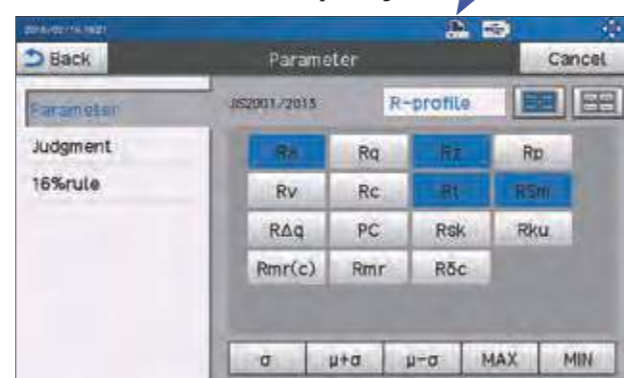 Back Parameter Cancel
Parameter JIS2001/2013 R-profile
Judgment Ra Rq Rz Rp
16%rule Rv Rc Rt RSm
RΔq PC Rsk Rku
Rmr(c) Rmr Rδc
σ μ+σ μ-σ MAX MIN